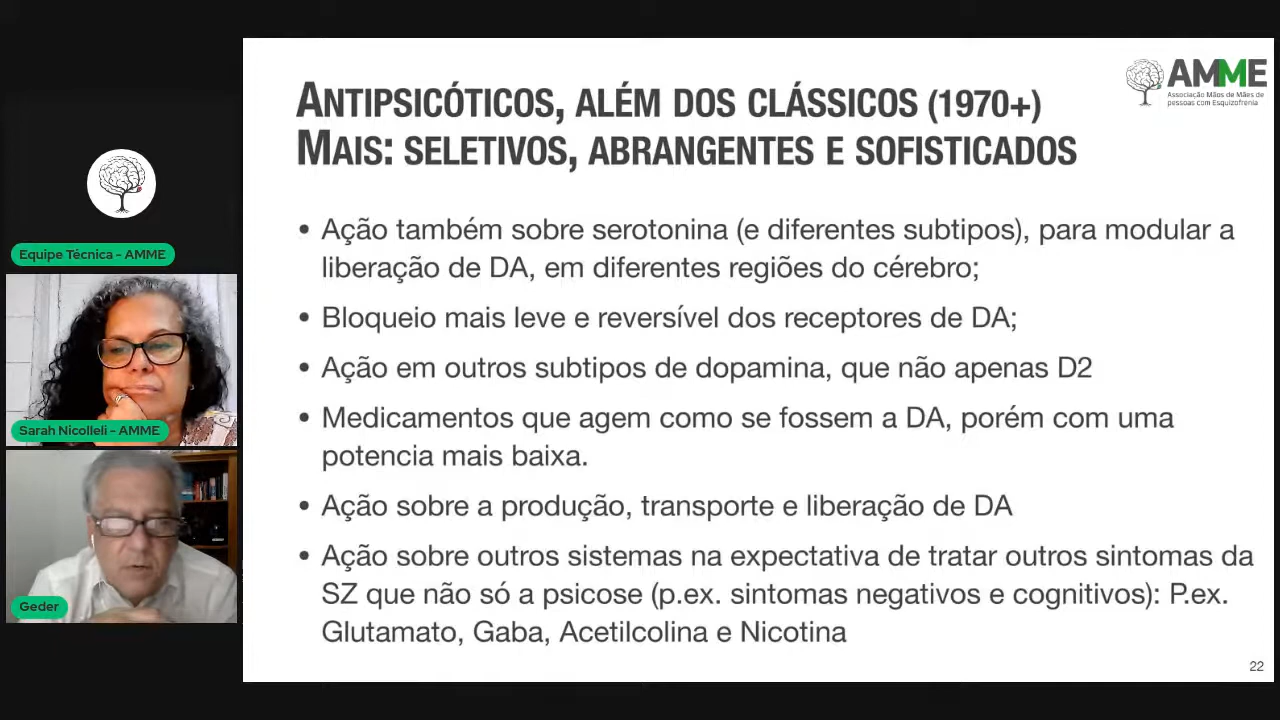 AMME
Associação Mãos de Mães de
pessoas com Esquizofrenia
ANTIPSICÓTICOS, ALÉM DOS CLÁSSICOS (1970+)
MAIS: SELETIVOS, ABRANGENTES E SOFISTICADOS
• Ação também sobre serotonina (e diferentes subtipos), para modular a
liberação de DA, em diferentes regiões do cérebro;
• Bloqueio mais leve e reversível dos receptores de DA;
• Ação em outros subtipos de dopamina, que não apenas D2
• Medicamentos que agem como se fossem a DA, porém com uma
potencia mais baixa.
• Ação sobre a produção, transporte e liberação de DA
• Ação sobre outros sistemas na expectativa de tratar outros sintomas da
SZ que não só a psicose (p.ex. sintomas negativos e cognitivos): P.ex.
Glutamato, Gaba, Acetilcolina e Nicotina
22
Equipe Técnica - AMME
Sarah Nicolleli - AMME
Geder